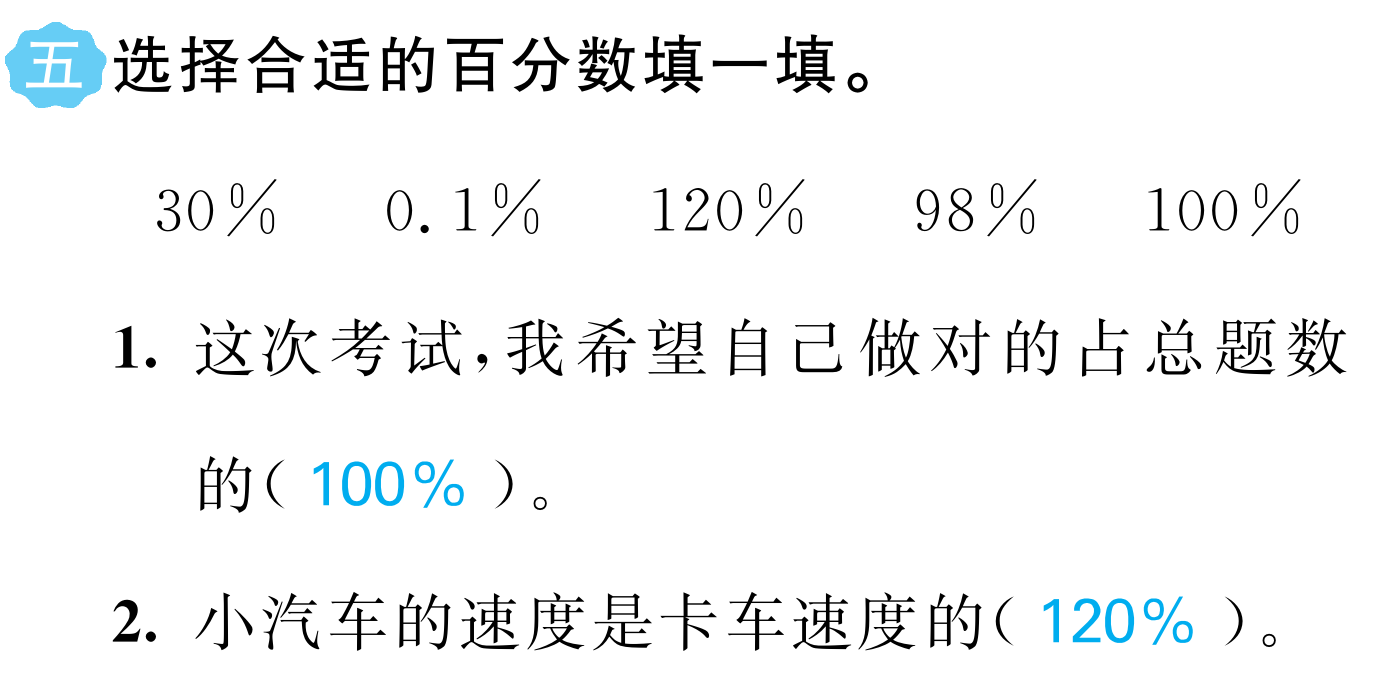 五 选择合适的百分数填一填。
30% 0.1% 120% 98% 100%
1. 这次考试,我希望自己做对的占总题数
的( 100% )。
2. 小汽车的速度是卡车速度的( 120% )。